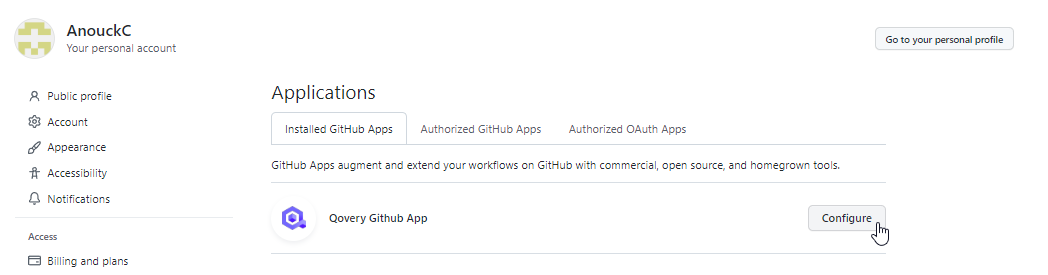 AnouckC
Your personal account
Go to your personal profile
Public profile
Account
Appearance
Accessibility
Notifications
Access
Billing and plans
Applications
Installed GitHub Apps
Authorized GitHub Apps
Authorized OAuth Apps
GitHub Apps augment and extend your workflows on GitHub with commercial, open source, and homegrown tools.
Qovery Github App
Configure